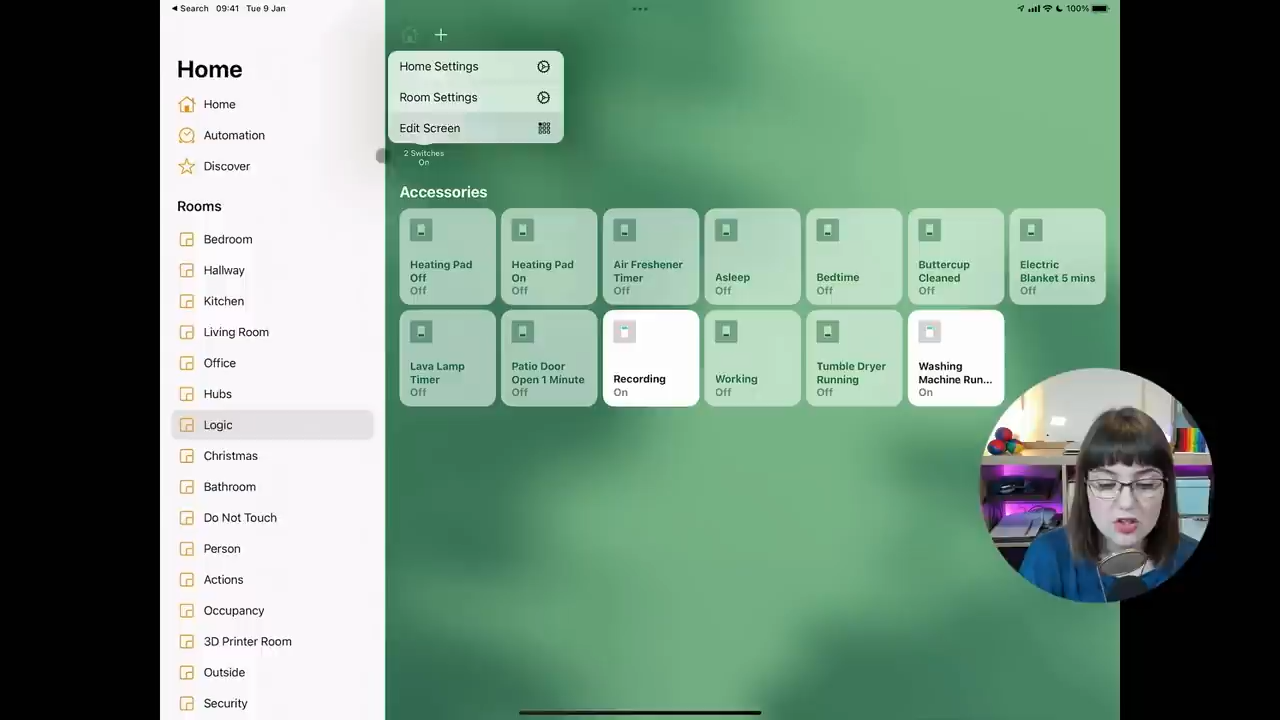 Search 09:41 Tue 9 Jan
100%
Home
Home
Automation
Discover
Rooms
Bedroom
Hallway
Kitchen
Living Room
Office
Hubs
Logic
Christmas
Bathroom
Do Not Touch
Person
Actions
Occupancy
3D Printer Room
Outside
Security
Home Settings
Room Settings
Edit Screen
2 Switches
On
Accessories
Heating Pad
Off
Off
Heating Pad
On
Off
Air Freshener
Timer
Off
Asleep
Off
Bedtime
Off
Buttercup
Cleaned
Off
Electric
Blanket 5 mins
Off
Lava Lamp
Timer
Off
Patio Door
Open 1 Minute
Off
Recording
On
Working
Off
Tumble Dryer
Running
Off
Washing
Machine Run...
On